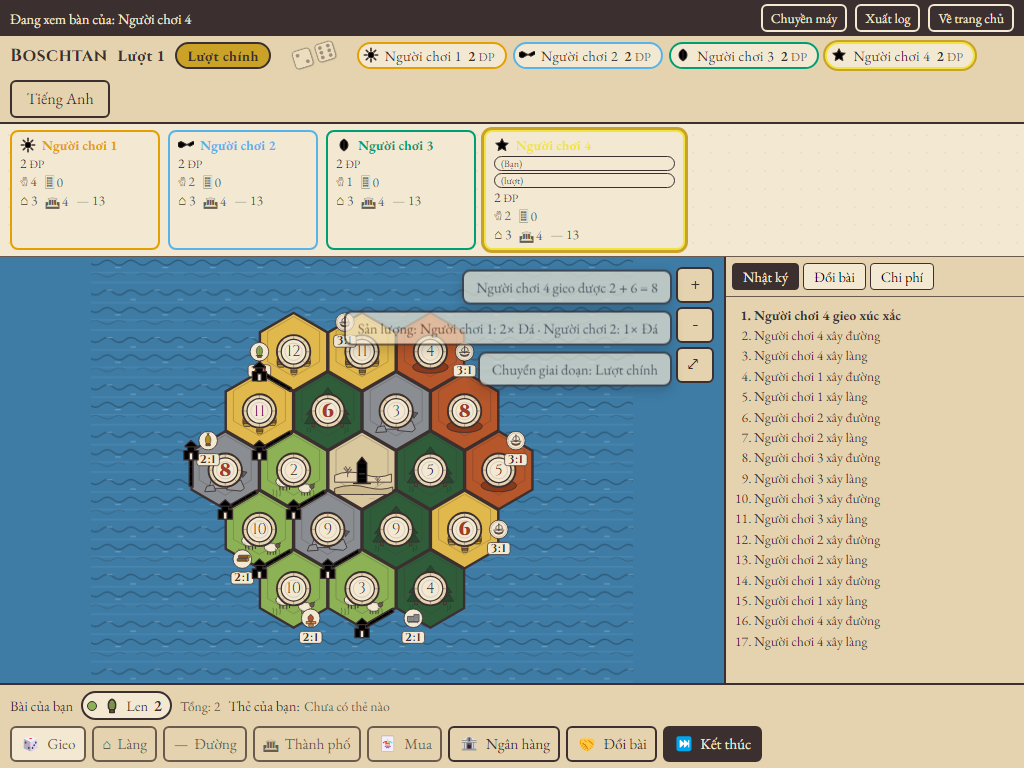 Đang xem bàn của: Người chơi 4
Chuyền máy
Xuất log
Về trang chủ
BOSCHTAN Lượt 1 Lượt chính
Người chơi 1 2 ĐP
Người chơi 2 2 ĐP
Người chơi 3 2 ĐP
Người chơi 4 2 ĐP
Tiếng Anh
Người chơi 1
2 ĐP
4 0
3 4 — 13
Người chơi 2
2 ĐP
2 0
3 4 — 13
Người chơi 3
2 ĐP
1 0
3 4 — 13
Người chơi 4
(Bạn)
(lượt)
2 ĐP
2 0
3 4 — 13
Người chơi 4 gieo được 2 + 6 = 8
Sản lượng: Người chơi 1: 2× Đá · Người chơi 2: 1× Đá
Chuyển giai đoạn: Lượt chính
+
-
12 11 4
3:1
11 6 3 8
2:1
8 2 5 5
3:1
10 9 9 6
3:1
2:1
10 3 4
2:1
2:1
Nhật ký
Đổi bài
Chi phí
1. Người chơi 4 gieo xúc xắc
2. Người chơi 4 xây đường
3. Người chơi 4 xây làng
4. Người chơi 1 xây đường
5. Người chơi 1 xây làng
6. Người chơi 2 xây đường
7. Người chơi 2 xây làng
8. Người chơi 3 xây đường
9. Người chơi 3 xây làng
10. Người chơi 3 xây đường
11. Người chơi 3 xây làng
12. Người chơi 2 xây đường
13. Người chơi 2 xây làng
14. Người chơi 1 xây đường
15. Người chơi 1 xây làng
16. Người chơi 4 xây đường
17. Người chơi 4 xây làng
Bài của bạn Len 2 Tổng: 2 Thẻ của bạn: Chưa có thẻ nào
Gieo
Làng
— Đường
Thành phố
Mua
Ngân hàng
Đổi bài
Kết thúc